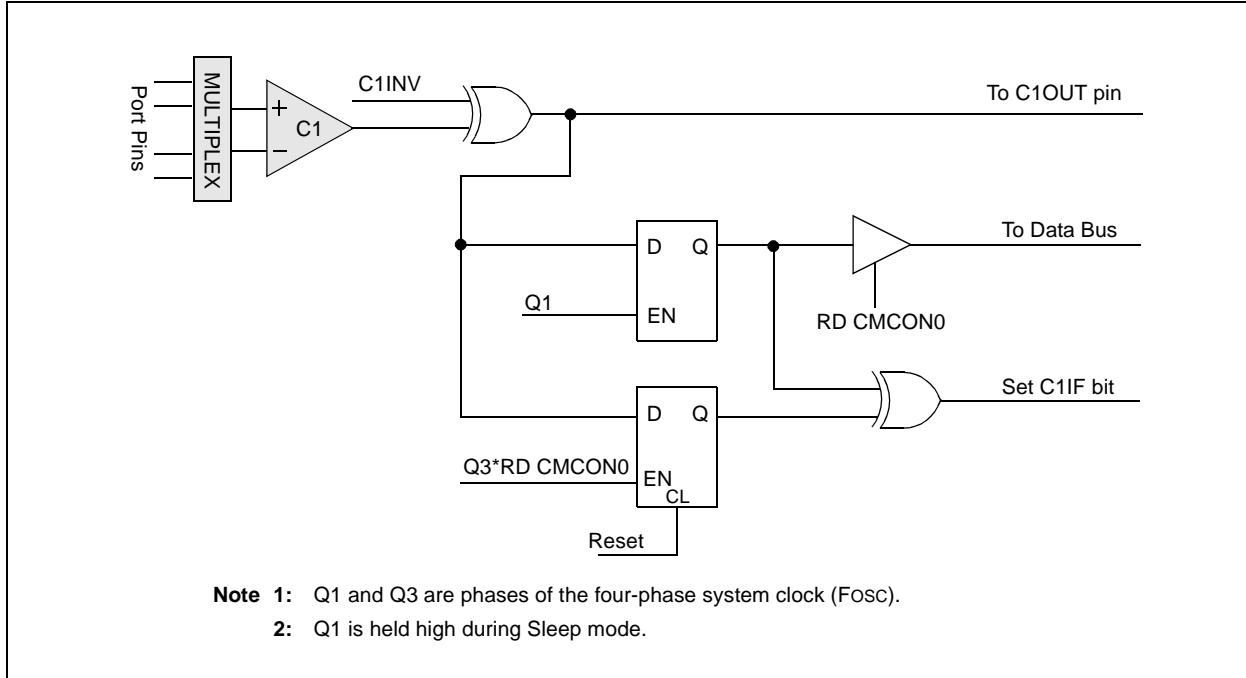 C1INV
To C1OUT pin
MULTIPLEX
Port Pins
+
C1
−
D Q
To Data Bus
Q1
EN
RD CMCON0
Set C1IF bit
D Q
Q3*RD CMCON0
EN
CL
Reset
Note 1: Q1 and Q3 are phases of the four-phase system clock (FOSC).
2: Q1 is held high during Sleep mode.